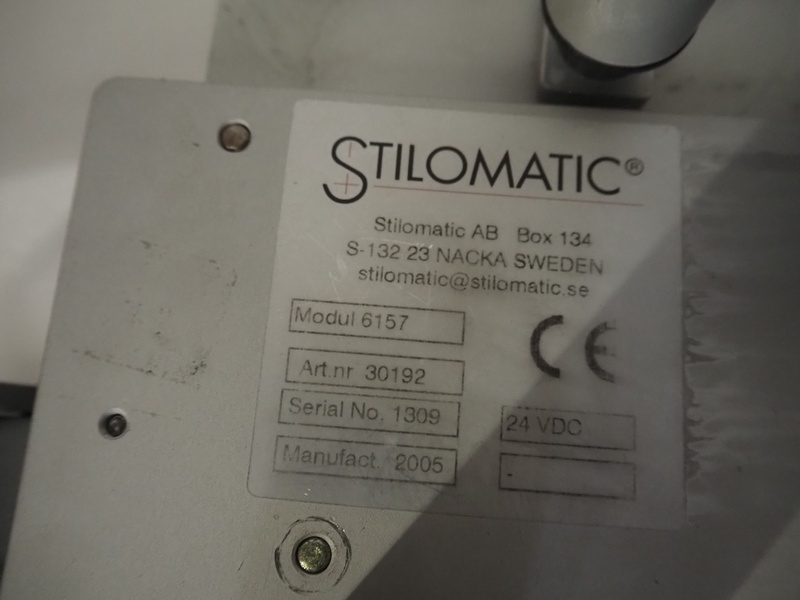 STILOMATIC®
Stilomatic AB Box 134
S-132 23 NACKA SWEDEN
stilomatic@stilomatic.se
Modul 6157
CE
Art.nr 30192
Serial No. 1309
24 VDC
Manufact. 2005
-